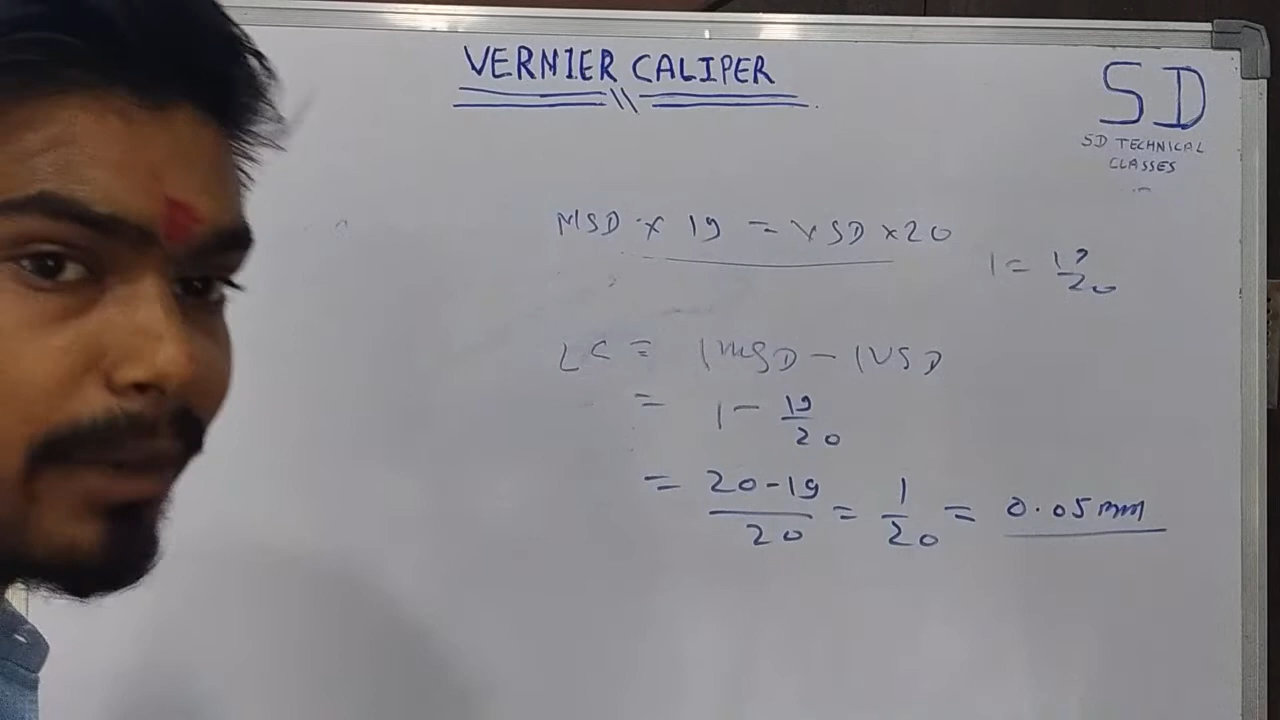 VERNIER CALIPER
SD
SD TECHNICAL
CLASSES
MSD × 19 = VSD × 20
1 = 19/20
LC = 1MSD - 1VSD
= 1 - 19/20
= 20-19/20 = 1/20 = 0.05mm